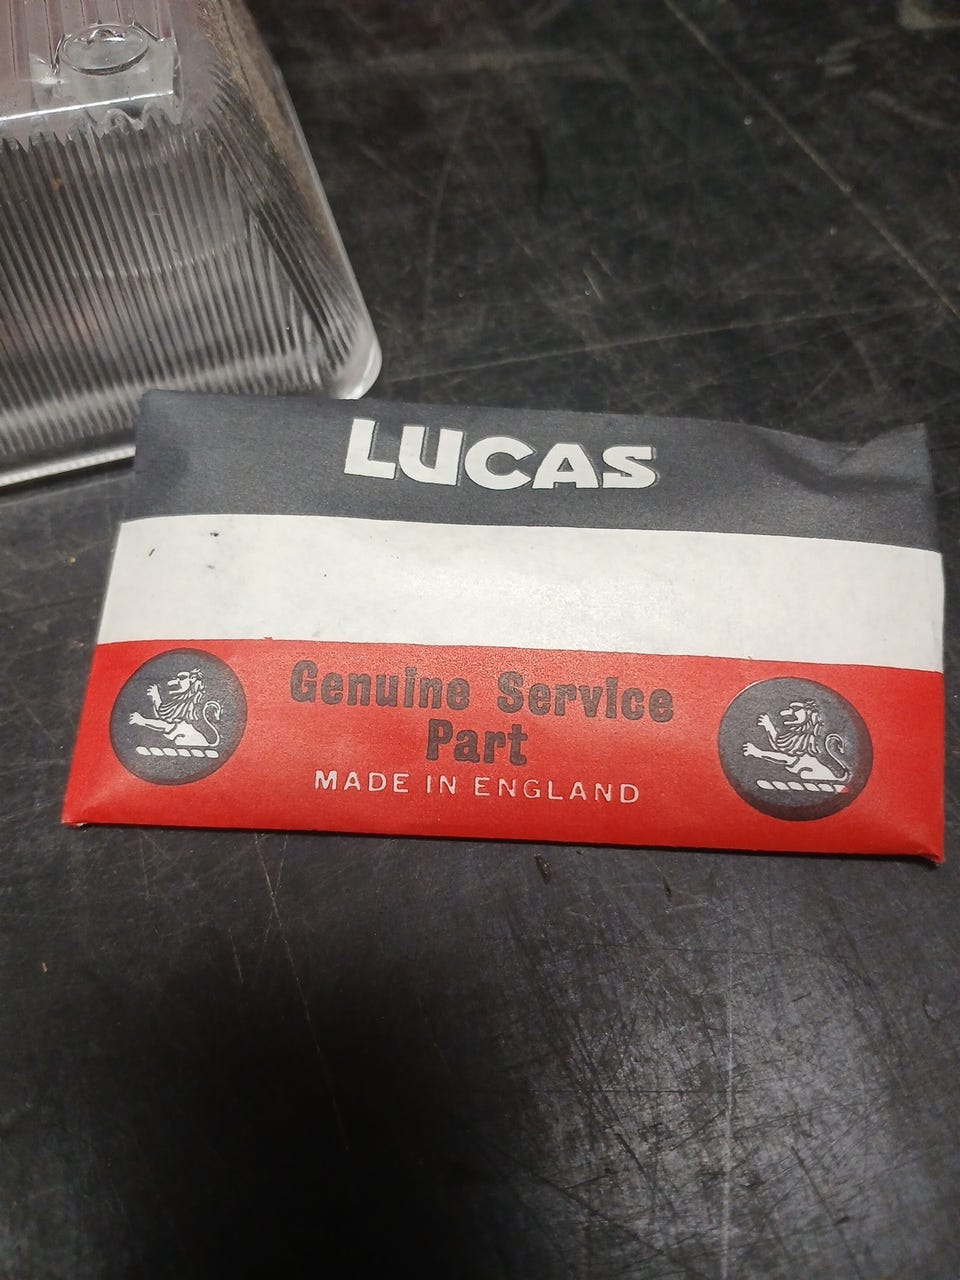 LUCAS
Genuine Service
Part
MADE IN ENGLAND